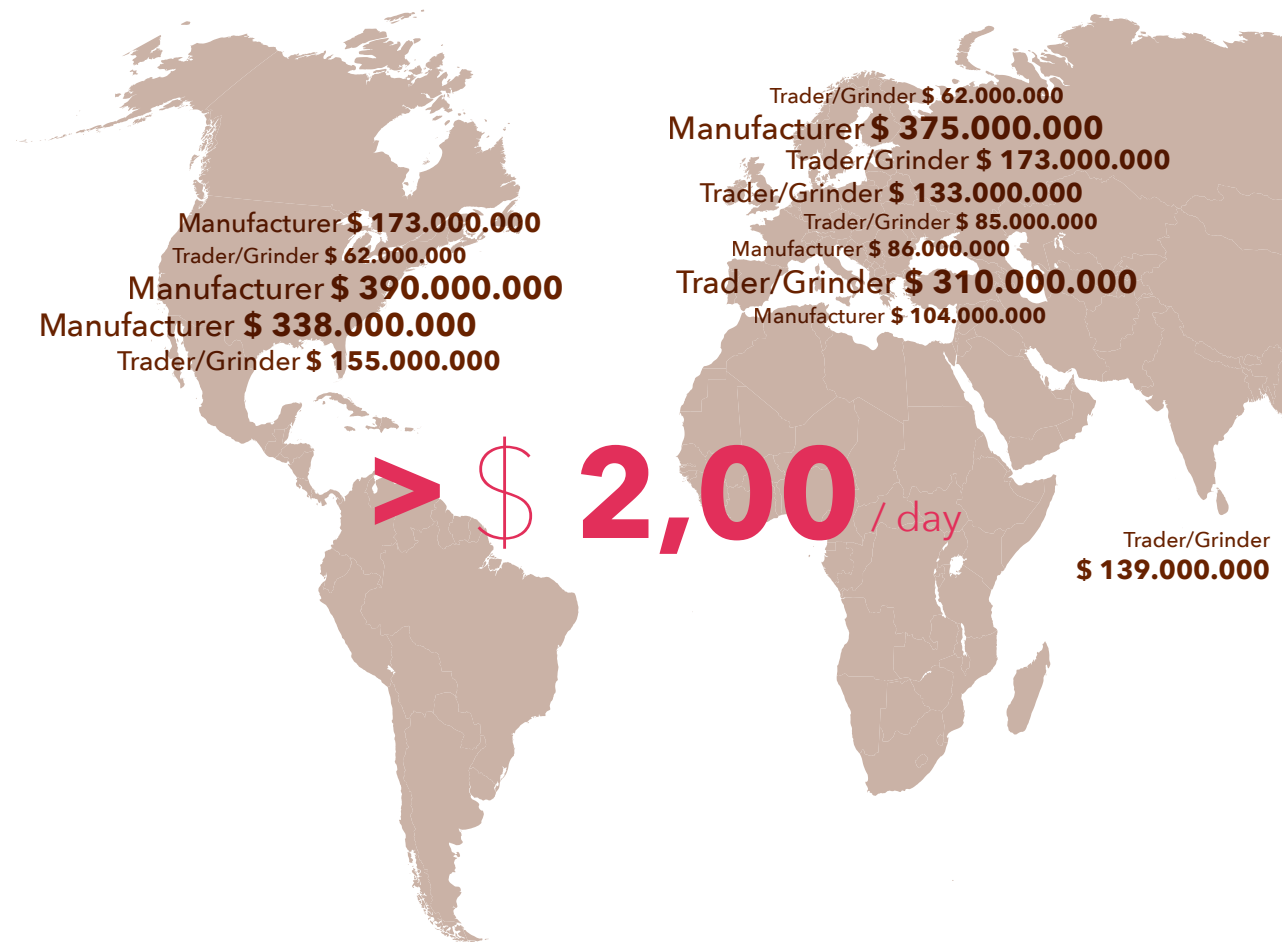 Manufacturer $ 173.000.000
Trader/Grinder $ 62.000.000
Manufacturer $ 390.000.000
Manufacturer $ 338.000.000
Trader/Grinder $ 155.000.000
Trader/Grinder $ 62.000.000
Manufacturer $ 375.000.000
Trader/Grinder $ 173.000.000
Trader/Grinder $ 133.000.000
Trader/Grinder $ 85.000.000
Manufacturer $ 86.000.000
Trader/Grinder $ 310.000.000
Manufacturer $ 104.000.000
> $ 2,00 / day
Trader/Grinder
$ 139.000.000